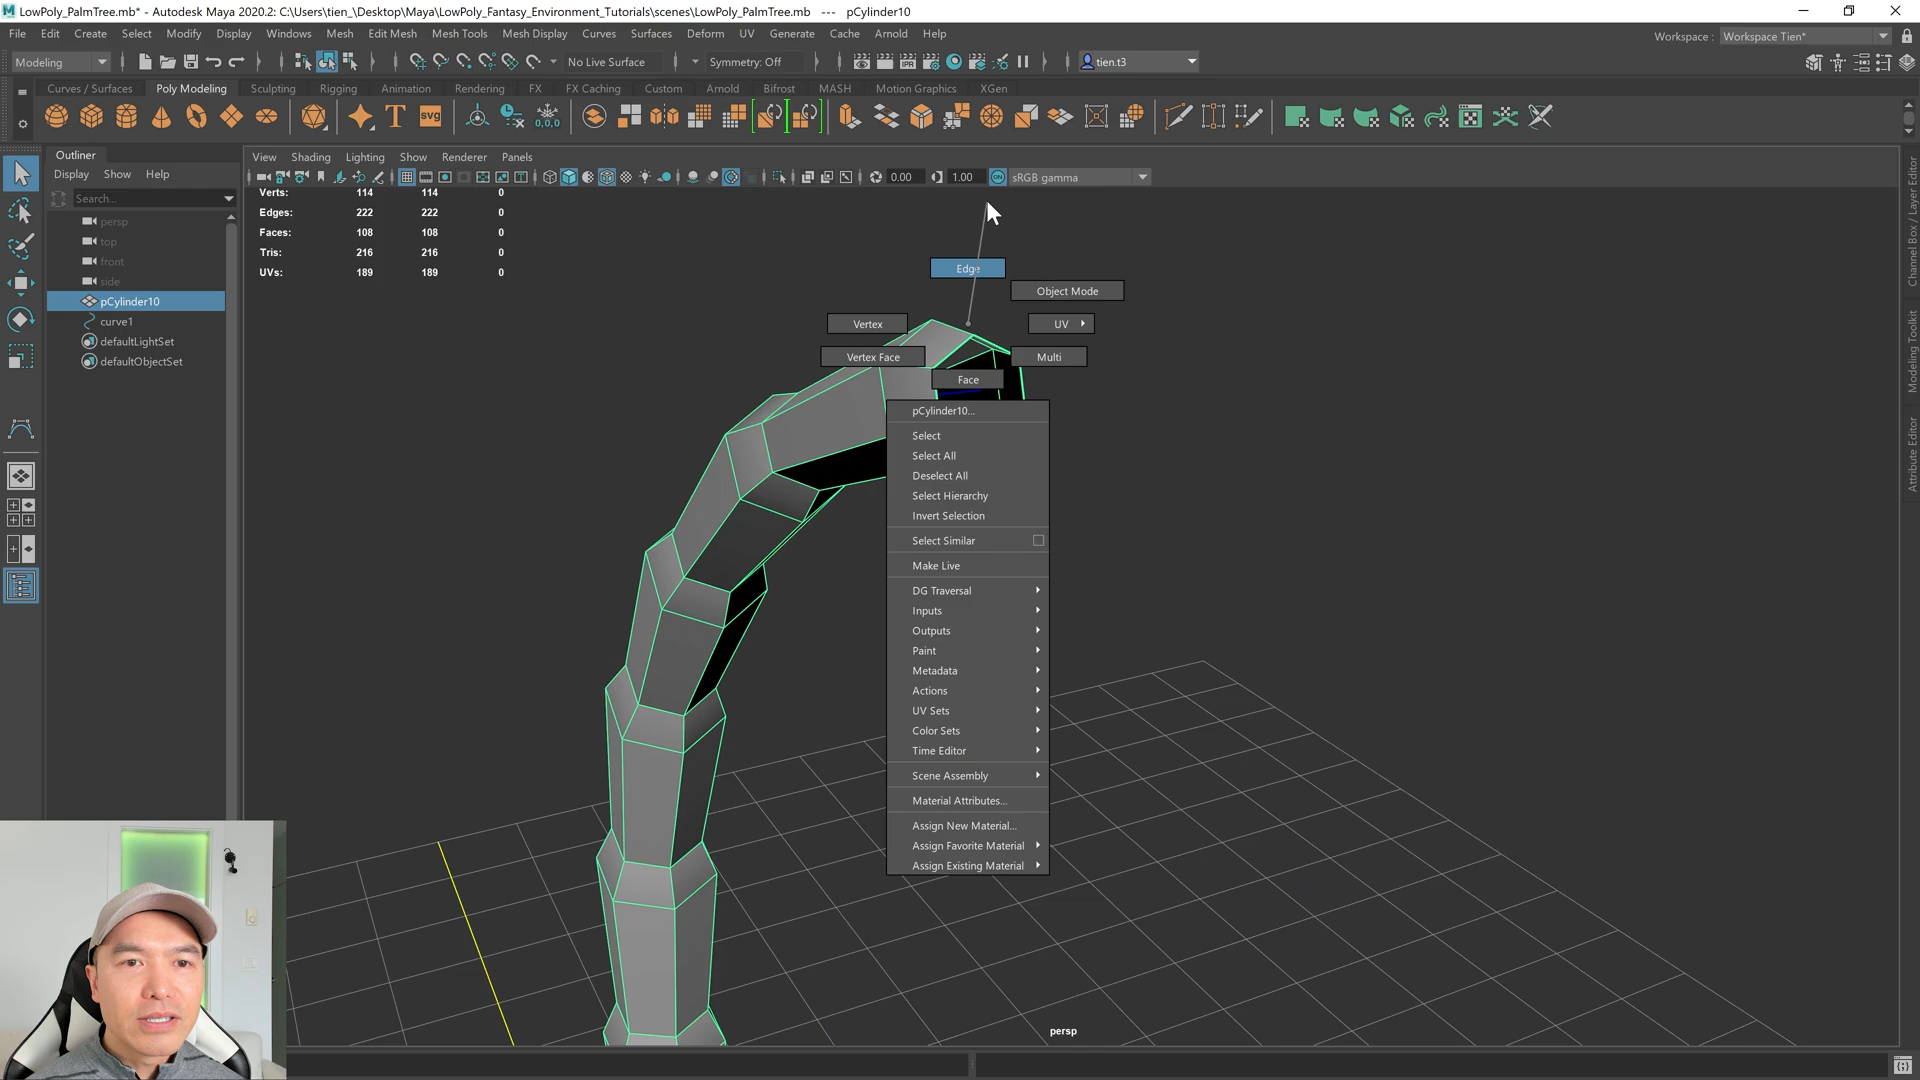 LowPoly_PalmTree.mb* - Autodesk Maya 2020.2: C:\Users\tien_\Desktop\Maya\LowPoly_Fantasy_Environment_Tutorials\scenes\LowPoly_PalmTree.mb --- pCylinder10
File Edit Create Select Modify Display Windows Mesh Edit Mesh Mesh Tools Mesh Display Curves Surfaces Deform UV Generate Cache Arnold Help
Workspace : Workspace Tien*
Modeling
No Live Surface
Symmetry: Off
IPR
tien.t3
Curves / Surfaces Poly Modeling Sculpting Rigging Animation Rendering FX FX Caching Custom Arnold Bifrost MASH Motion Graphics XGen
T
svg
0,0,0
Outliner
Display Show Help
Search...
persp
top
front
side
pCylinder10
curve1
defaultLightSet
defaultObjectSet
View Shading Lighting Show Renderer Panels
0.00 1.00 ON sRGB gamma
Verts: 114 114 0
Edges: 222 222 0
Faces: 108 108 0
Tris: 216 216 0
UVs: 189 189 0
Edge
Object Mode
Vertex
UV
Vertex Face
Multi
Face
pCylinder10...
Select
Select All
Deselect All
Select Hierarchy
Invert Selection
Select Similar
Make Live
DG Traversal
Inputs
Outputs
Paint
Metadata
Actions
UV Sets
Color Sets
Time Editor
Scene Assembly
Material Attributes...
Assign New Material...
Assign Favorite Material
Assign Existing Material
persp
Channel Box / Layer Editor
Modeling Toolkit
Attribute Editor